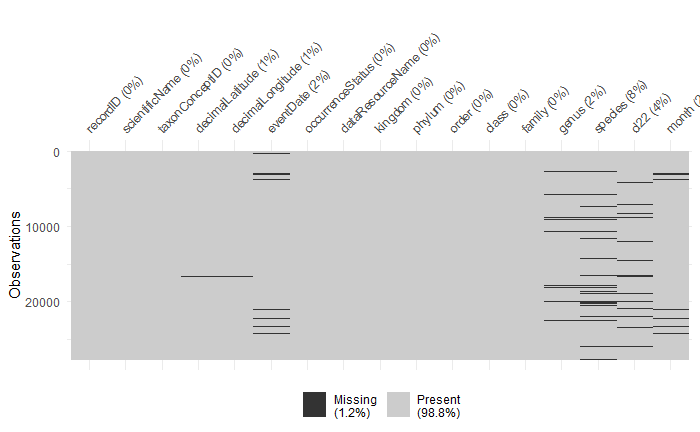 recordID (0%)
scientificName (0%)
taxonConceptID (0%)
decimalLatitude (1%)
decimalLongitude (1%)
eventDate (2%)
occurrenceStatus (0%)
dataResourceName (0%)
kingdom (0%)
phylum (0%)
order (0%)
class (0%)
family (0%)
genus (2%)
species (8%)
cl22 (4%)
month (2
0
10000
20000
Observations
Missing
(1.2%)
Present
(98.8%)